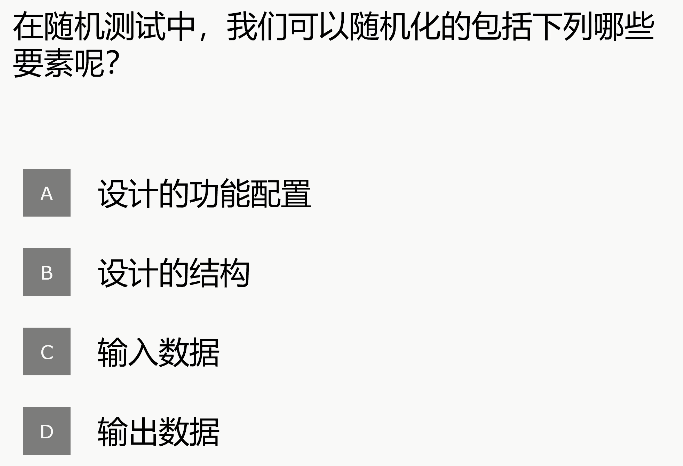 在随机测试中，我们可以随机化的包括下列哪些
要素呢？
A 设计的功能配置
B 设计的结构
C 输入数据
D 输出数据